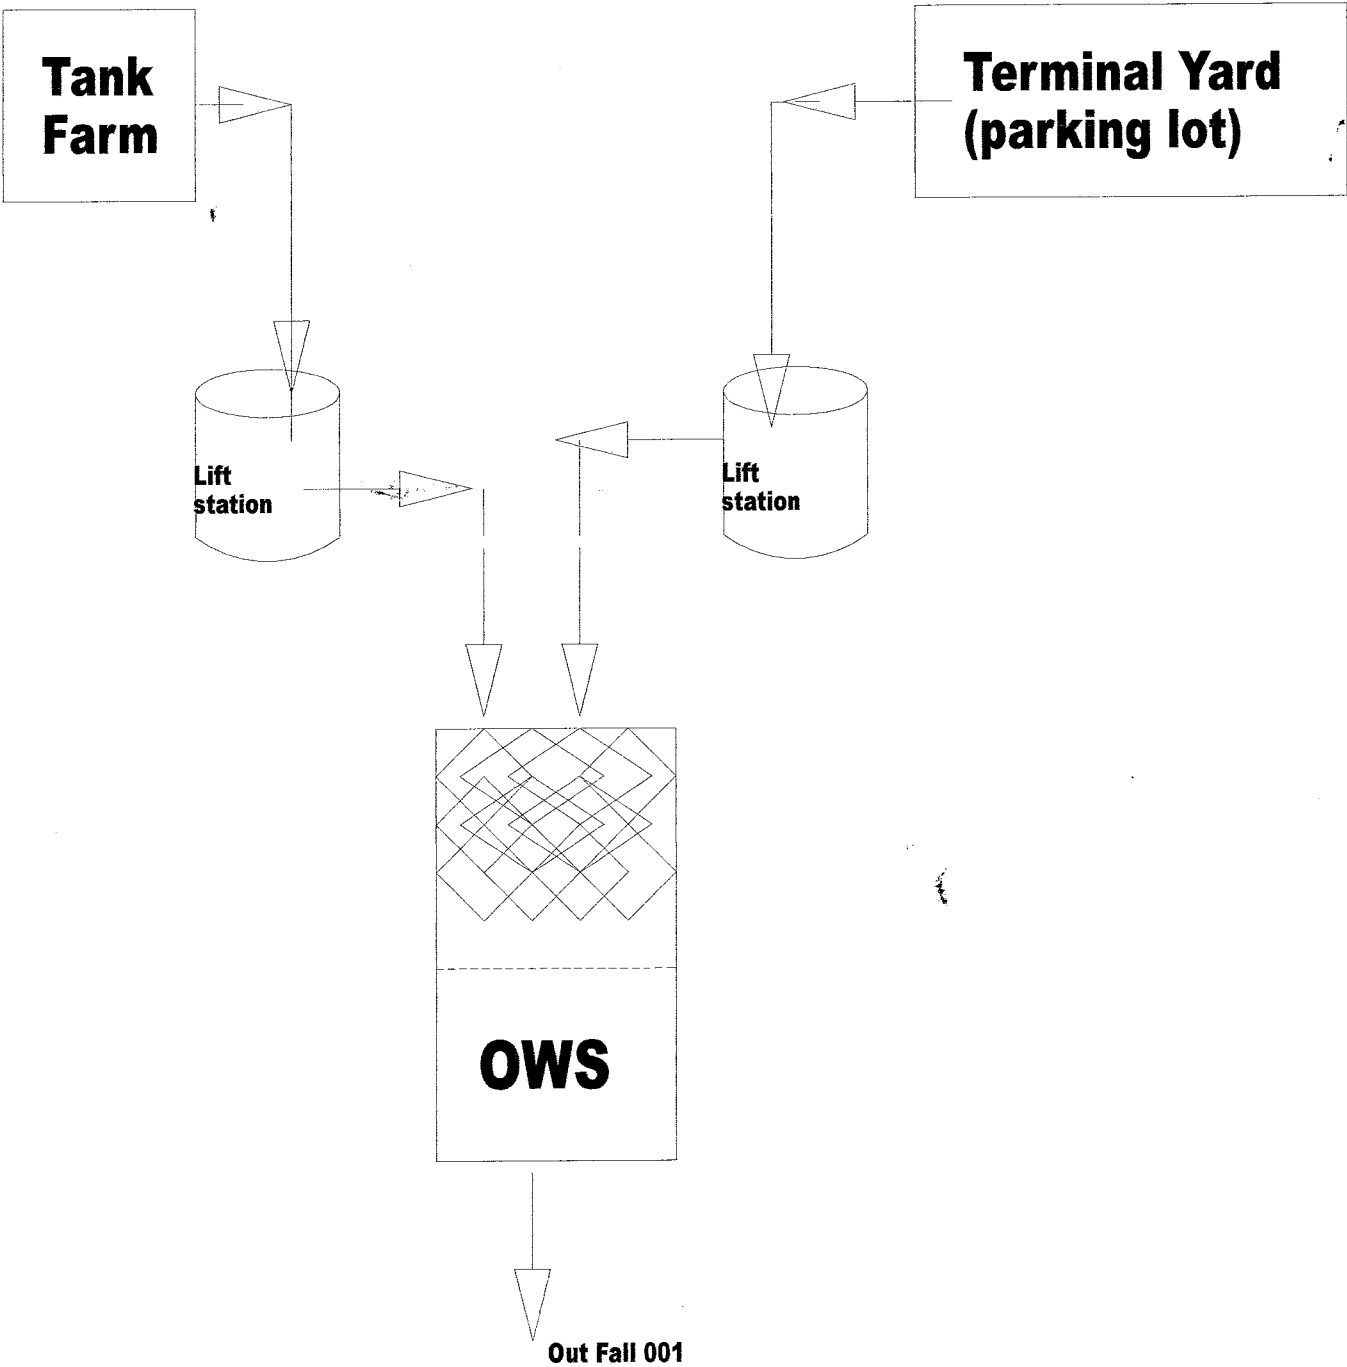 Tank
Farm
Terminal Yard
(parking lot)
Lift
station
Lift
station
OWS
Out Fall 001